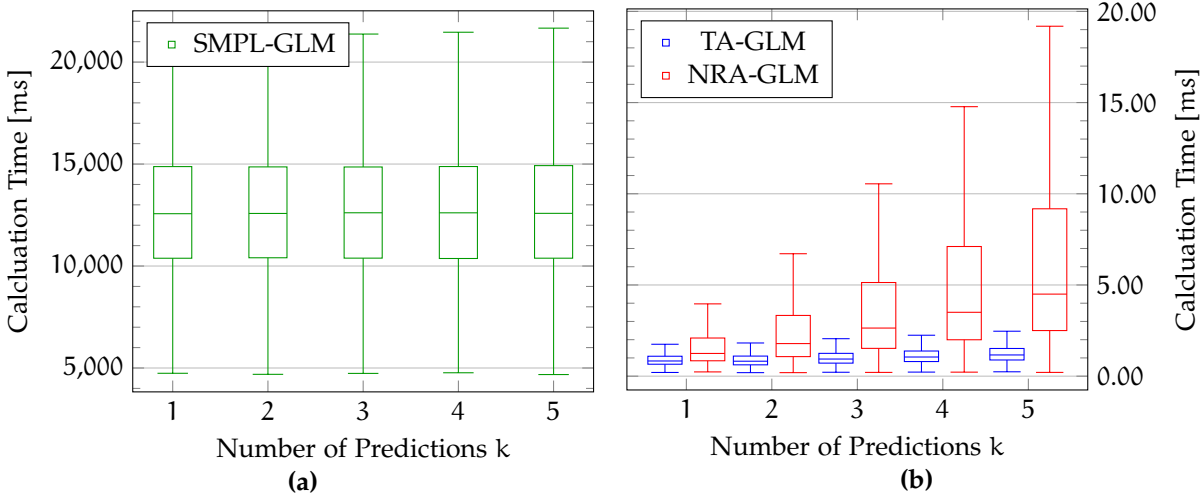 SMPL-GLM
20,000
15,000
10,000
5,000
1 2 3 4 5
Calcluation Time [ms]
Number of Predictions k
(a)
TA-GLM
NRA-GLM
20.00
15.00
10.00
5.00
0.00
1 2 3 4 5
Calcluation Time [ms]
Number of Predictions k
(b)